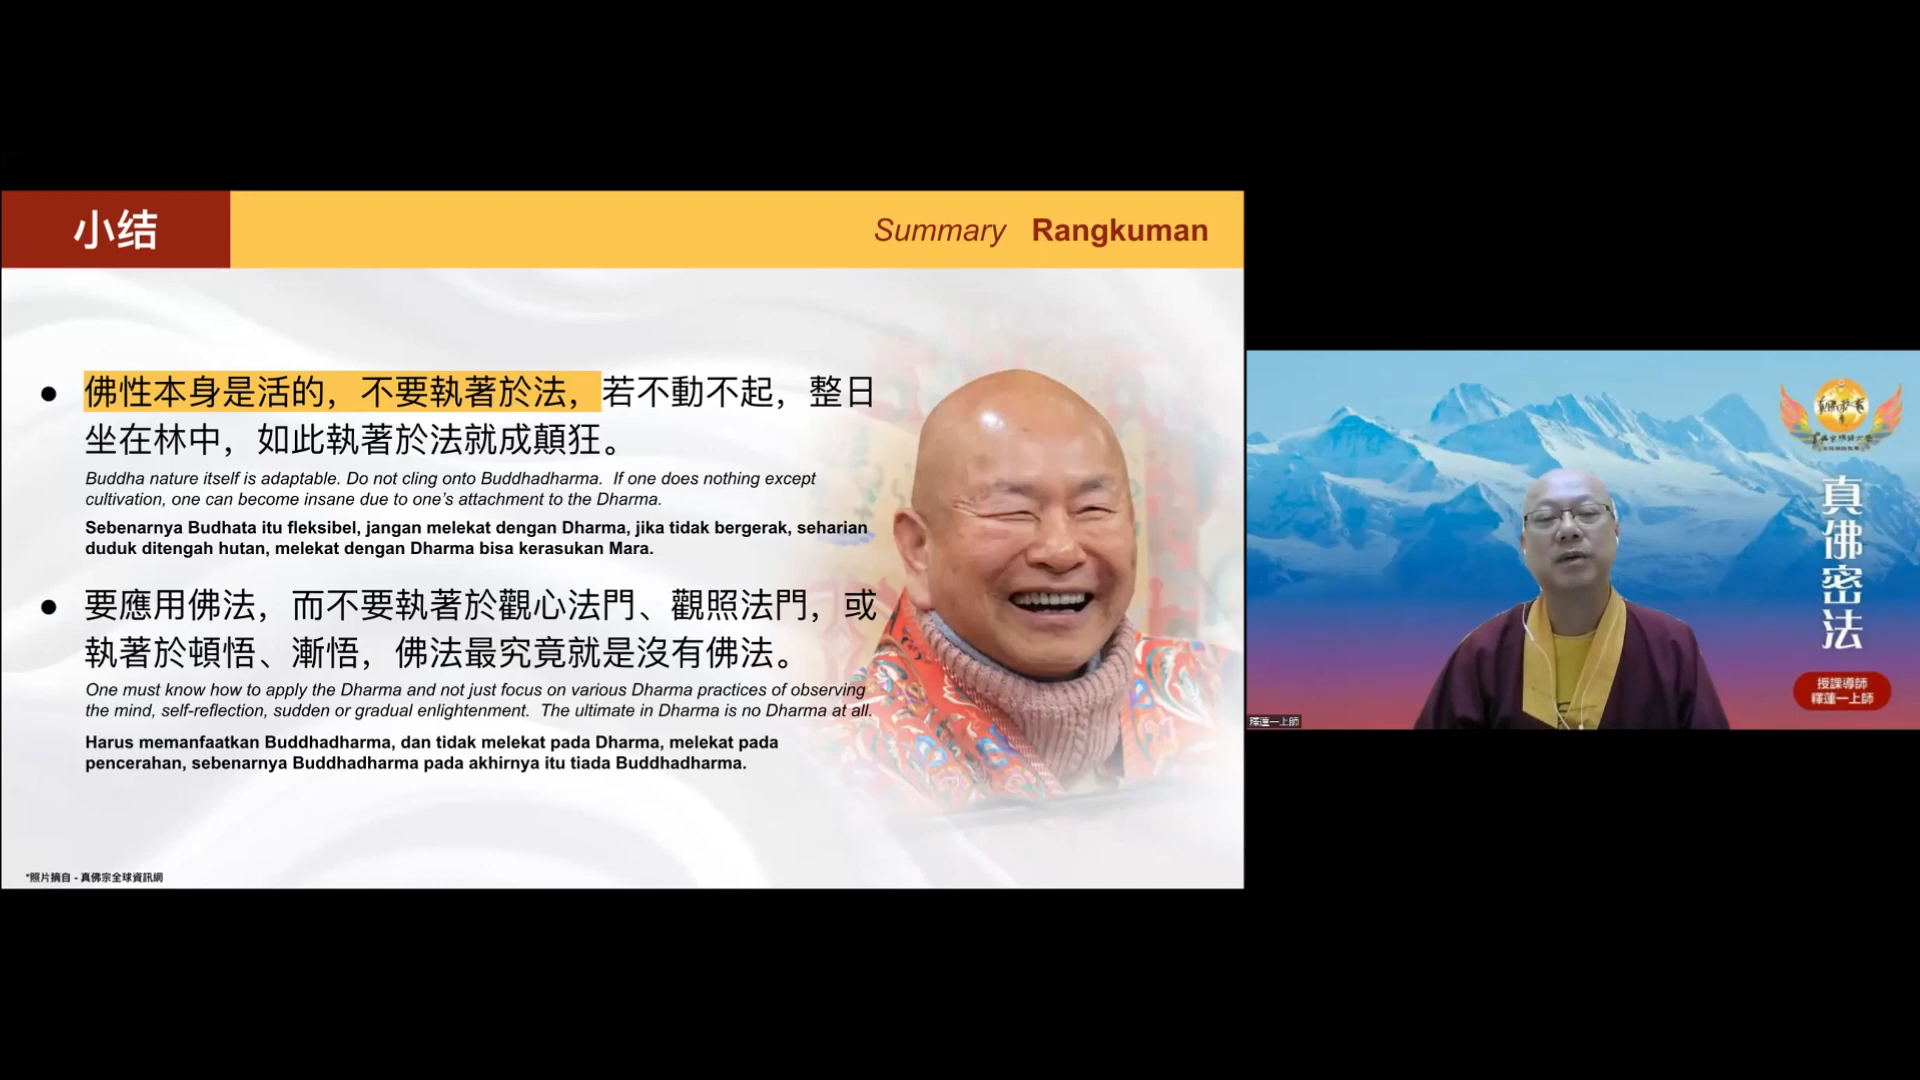 小结
Summary Rangkuman
● 佛性本身是活的，不要執著於法，若不動不起，整日
坐在林中，如此執著於法就成顛狂。
Buddha nature itself is adaptable. Do not cling onto Buddhadharma. If one does nothing except
cultivation, one can become insane due to one's attachment to the Dharma.
Sebenarnya Budhata itu fleksibel, jangan melekat dengan Dharma, jika tidak bergerak, seharian
duduk ditengah hutan, melekat dengan Dharma bisa kerasukan Mara.
● 要應用佛法，而不要執著於觀心法門、觀照法門，或
執著於頓悟、漸悟，佛法最究竟就是沒有佛法。
One must know how to apply the Dharma and not just focus on various Dharma practices of observing
the mind, self-reflection, sudden or gradual enlightenment. The ultimate in Dharma is no Dharma at all.
Harus memanfaatkan Buddhadharma, dan tidak melekat pada Dharma, melekat pada
pencerahan, sebenarnya Buddhadharma pada akhirnya itu tiada Buddhadharma.
*照片摘自 - 真佛宗全球資訊網
真佛密法
授課導師
釋蓮一上師
釋蓮一上師